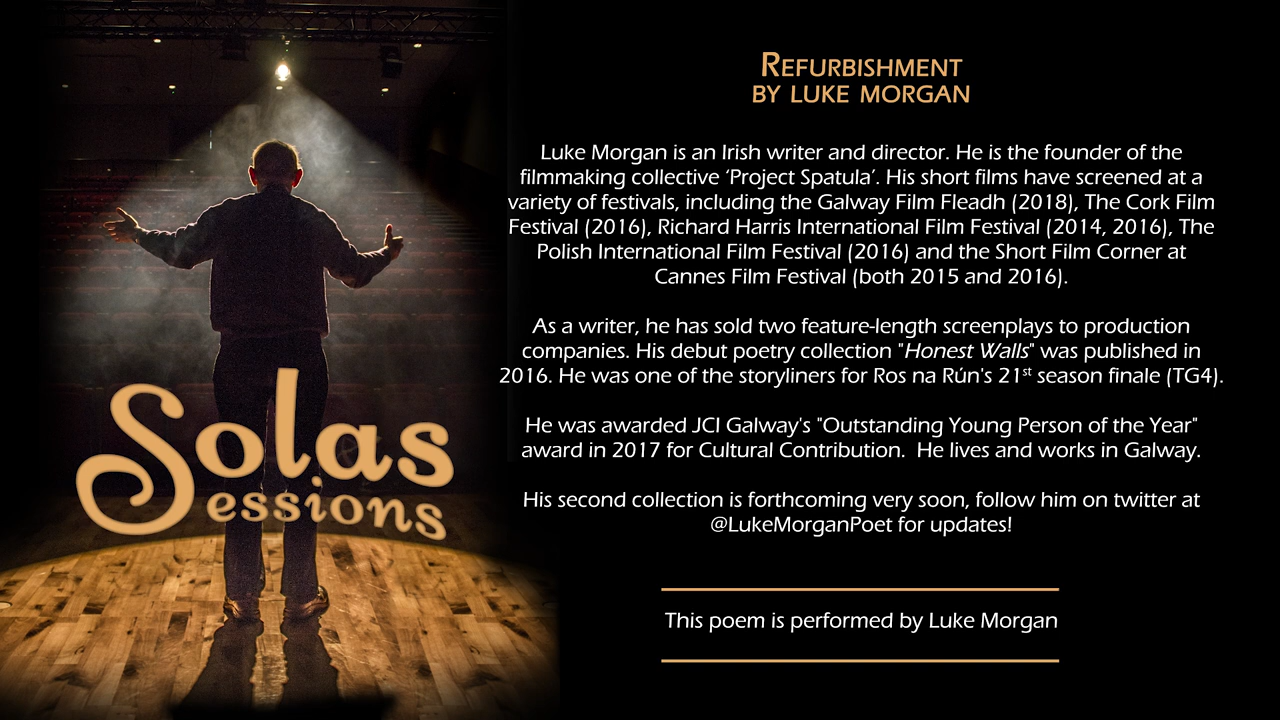 REFURBISHMENT
BY LUKE MORGAN
Luke Morgan is an Irish writer and director. He is the founder of the
filmmaking collective ‘Project Spatula’. His short films have screened at a
variety of festivals, including the Galway Film Fleadh (2018), The Cork Film
Festival (2016), Richard Harris International Film Festival (2014, 2016), The
Polish International Film Festival (2016) and the Short Film Corner at
Cannes Film Festival (both 2015 and 2016).
As a writer, he has sold two feature-length screenplays to production
companies. His debut poetry collection "Honest Walls" was published in
2016. He was one of the storyliners for Ros na Rún's 21st season finale (TG4).
He was awarded JCI Galway's "Outstanding Young Person of the Year"
award in 2017 for Cultural Contribution.  He lives and works in Galway.
His second collection is forthcoming very soon, follow him on twitter at
@LukeMorganPoet for updates!
This poem is performed by Luke Morgan
Solas
Sessions